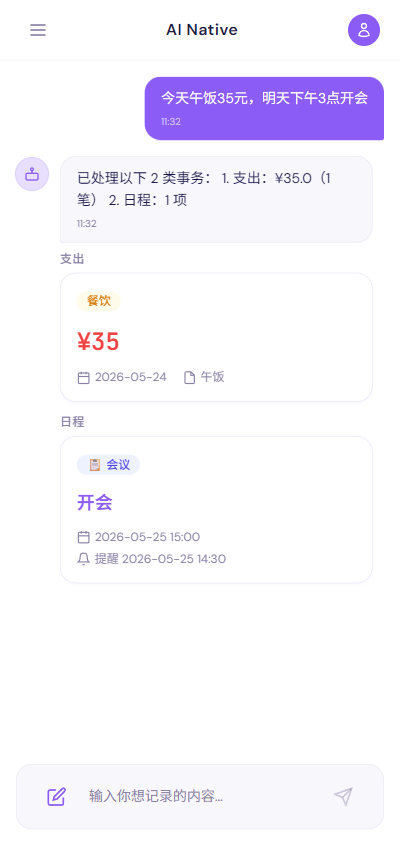 AI Native
今天午饭35元，明天下午3点开会
11:32
已处理以下 2 类事务： 1. 支出：¥35.0（1
笔） 2. 日程：1 项
11:32
支出
餐饮
¥35
2026-05-24 午饭
日程
会议
开会
2026-05-25 15:00
提醒 2026-05-25 14:30
输入你想记录的内容...